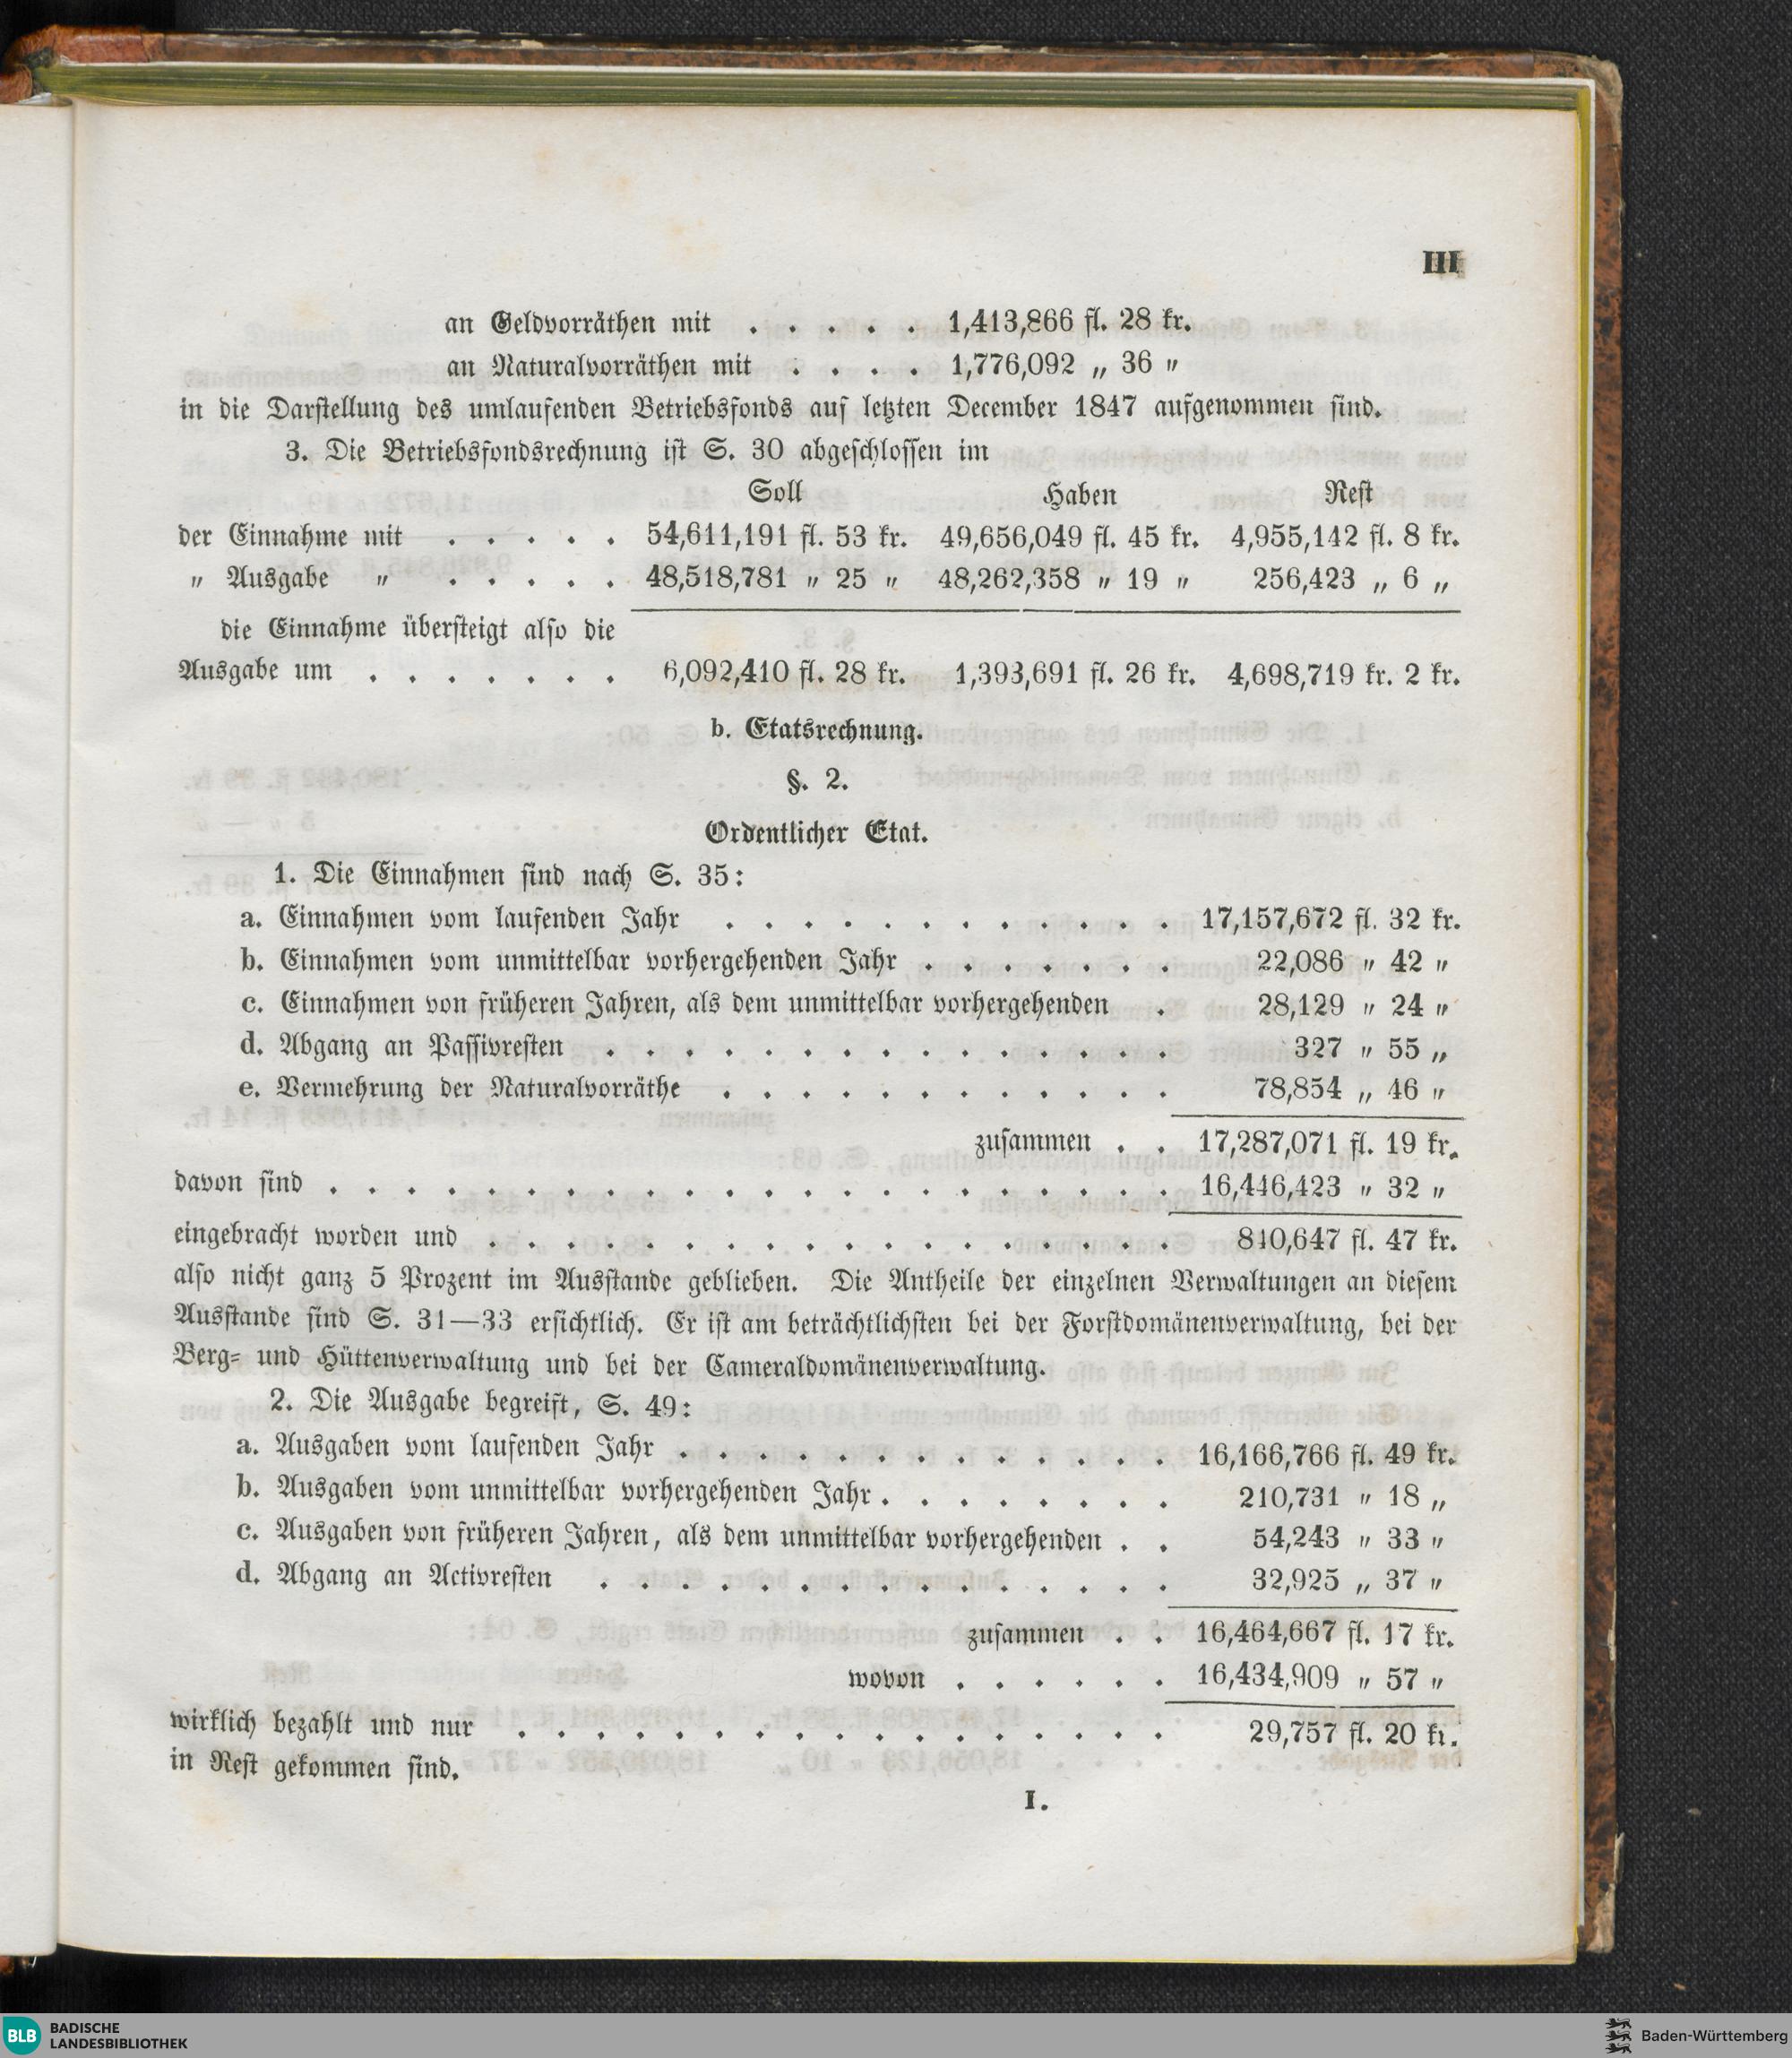 III
an Geldvorräthen mit . . . . . 1,413,866 fl. 28 kr.
an Naturalvorräthen mit . . . . 1,776,092 „ 36 „
in die Darstellung des umlaufenden Betriebsfonds auf letzten December 1847 aufgenommen sind.
3. Die Betriebsfondsrechnung ist S. 30 abgeschlossen im
Soll Haben Rest
der Einnahme mit . . . . . 54,611,191 fl. 53 kr. 49,656,049 fl. 45 kr. 4,955,142 fl. 8 kr.
„ Ausgabe „ . . . . . 48,518,781 „ 25 „ 48,262,358 „ 19 „ 256,423 „ 6 „
die Einnahme übersteigt also die
Ausgabe um . . . . . . . 6,092,410 fl. 28 kr. 1,393,691 fl. 26 kr. 4,698,719 kr. 2 kr.
b. Etatsrechnung.
§. 2.
Ordentlicher Etat.
1. Die Einnahmen sind nach S. 35:
a. Einnahmen vom laufenden Jahr . . . . . . . . . . . . 17,157,672 fl. 32 kr.
b. Einnahmen vom unmittelbar vorhergehenden Jahr . . . . . . . 22,086 „ 42 „
c. Einnahmen von früheren Jahren, als dem unmittelbar vorhergehenden . 28,129 „ 24 „
d. Abgang an Passivresten . . . . . . . . . . . . . . . 327 „ 55 „
e. Vermehrung der Naturalvorräthe . . . . . . . . . . . . 78,854 „ 46 „
zusammen . . 17,287,071 fl. 19 kr.
davon sind . . . . . . . . . . . . . . . . . . . . . . 16,446,423 „ 32 „
eingebracht worden und . . . . . . . . . . . . . . . . . . 810,647 fl. 47 kr.
also nicht ganz 5 Prozent im Ausstande geblieben. Die Antheile der einzelnen Verwaltungen an diesem
Ausstande sind S. 31—33 ersichtlich. Er ist am beträchtlichsten bei der Forstdomänenverwaltung, bei der
Berg- und Hüttenverwaltung und bei der Cameraldomänenverwaltung.
2. Die Ausgabe begreift, S. 49:
a. Ausgaben vom laufenden Jahr . . . . . . . . . . . . . 16,166,766 fl. 49 kr.
b. Ausgaben vom unmittelbar vorhergehenden Jahr . . . . . . . . 210,731 „ 18 „
c. Ausgaben von früheren Jahren, als dem unmittelbar vorhergehenden . . 54,243 „ 33 „
d. Abgang an Activresten . . . . . . . . . . . . . . . 32,925 „ 37 „
zusammen . . 16,464,667 fl. 17 kr.
wovon . . . . . . 16,434,909 „ 57 „
wirklich bezahlt und nur . . . . . . . . . . . . . . . . . 29,757 fl. 20 kr.
in Rest gekommen sind.
I.
BLB BADISCHE
LANDESBIBLIOTHEK
Baden-Württemberg